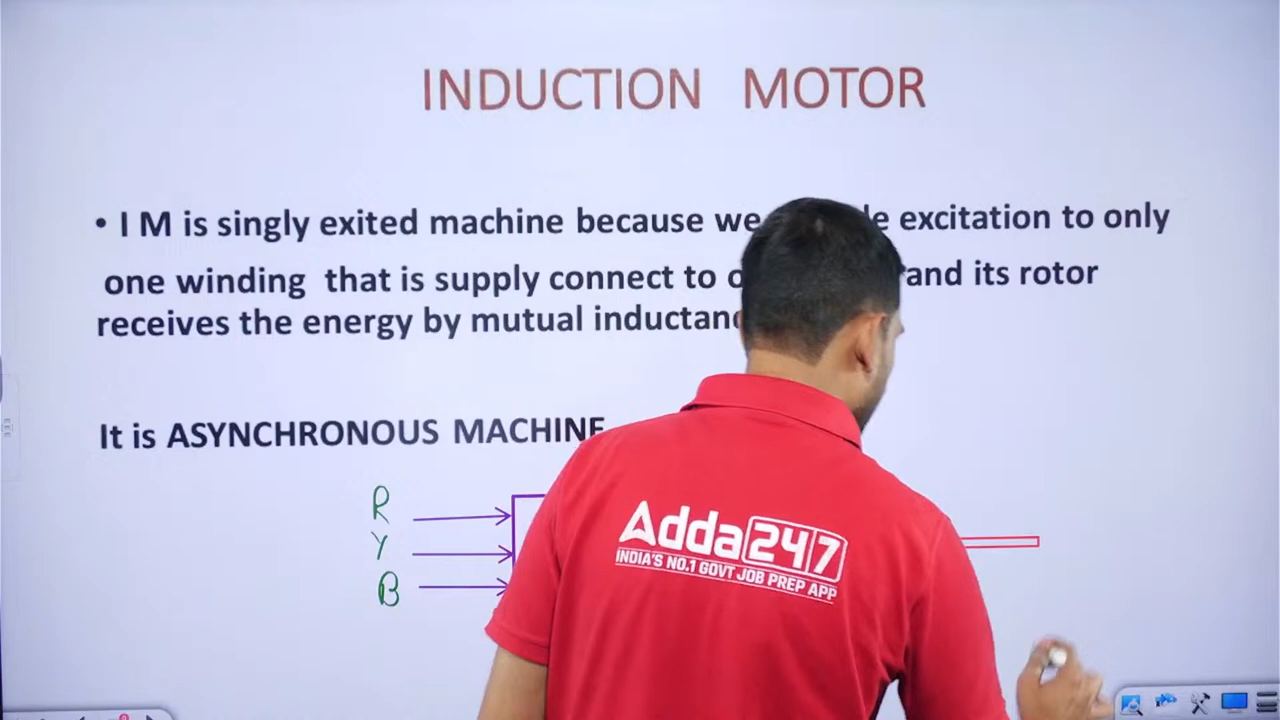 INDUCTION MOTOR
• I M is singly exited machine because we excitation to only
one winding that is supply connect to and its rotor
receives the energy by mutual
It is ASYNCHRONOUS MACHINE
R
Y
B
Adda247
INDIA'S NO.1 GOVT JOB PREP APP